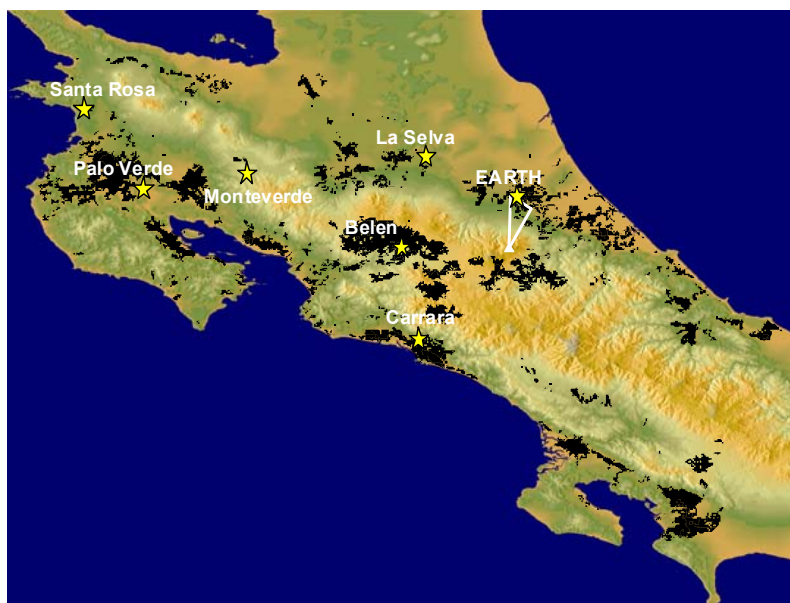 Santa Rosa
La Selva
Palo Verde
EARTH
Monteverde
Belen
Carrara